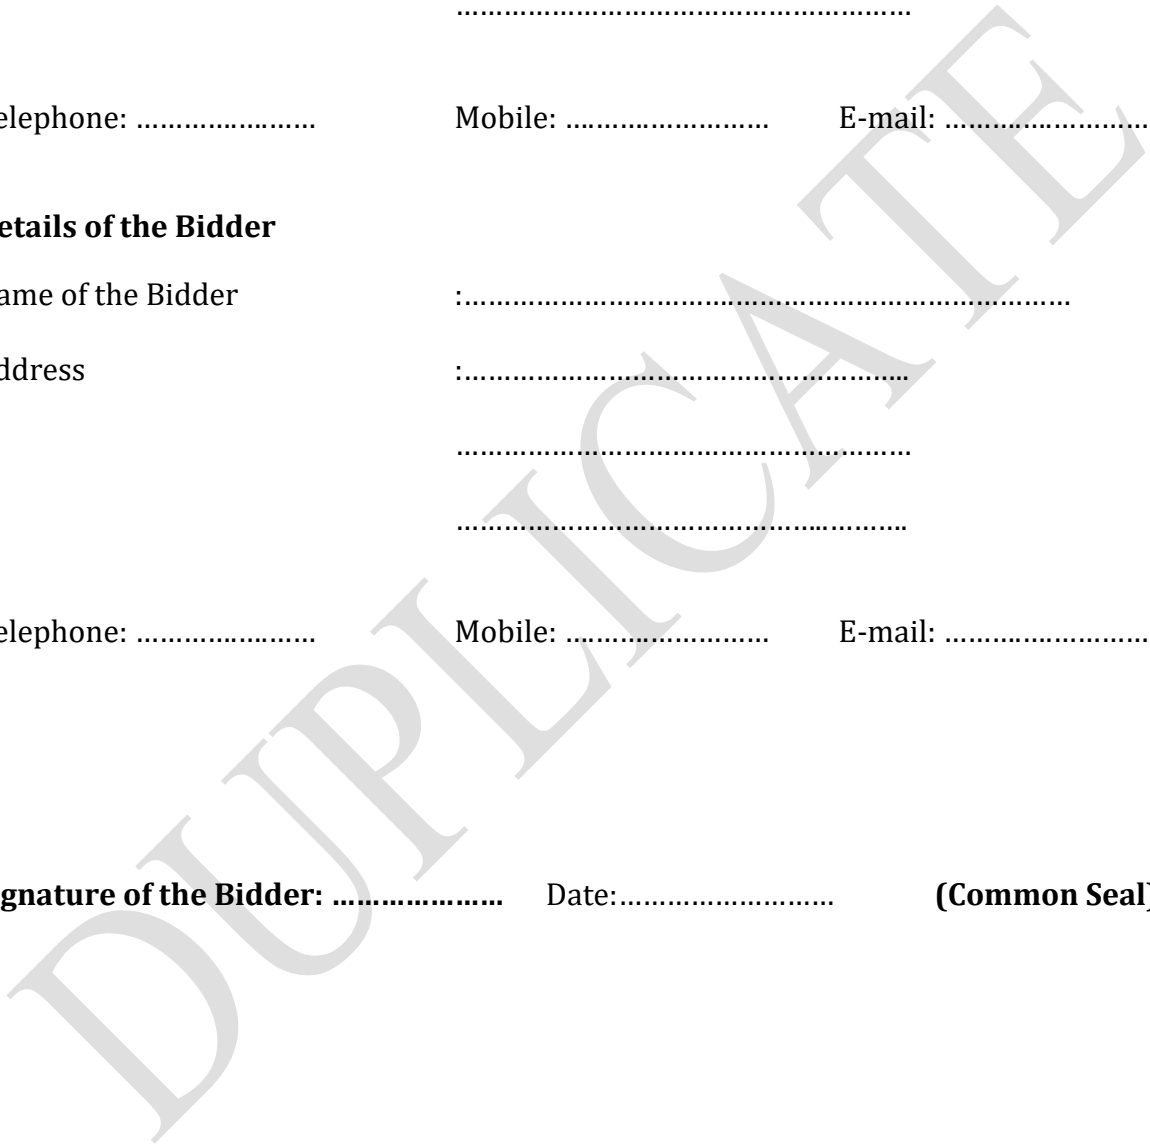 ………………………………………………
elephone: …………………… Mobile: …………………… E-mail: ……………………
etails of the Bidder
ame of the Bidder :…………………………………………………………………
ddress :………………………………………………..
…………………………………………………
………………………………………..……….
elephone: …………………… Mobile: …………………… E-mail: ……………………
gnature of the Bidder: ………………… Date:……………………… (Common Seal)
DUPLICATE